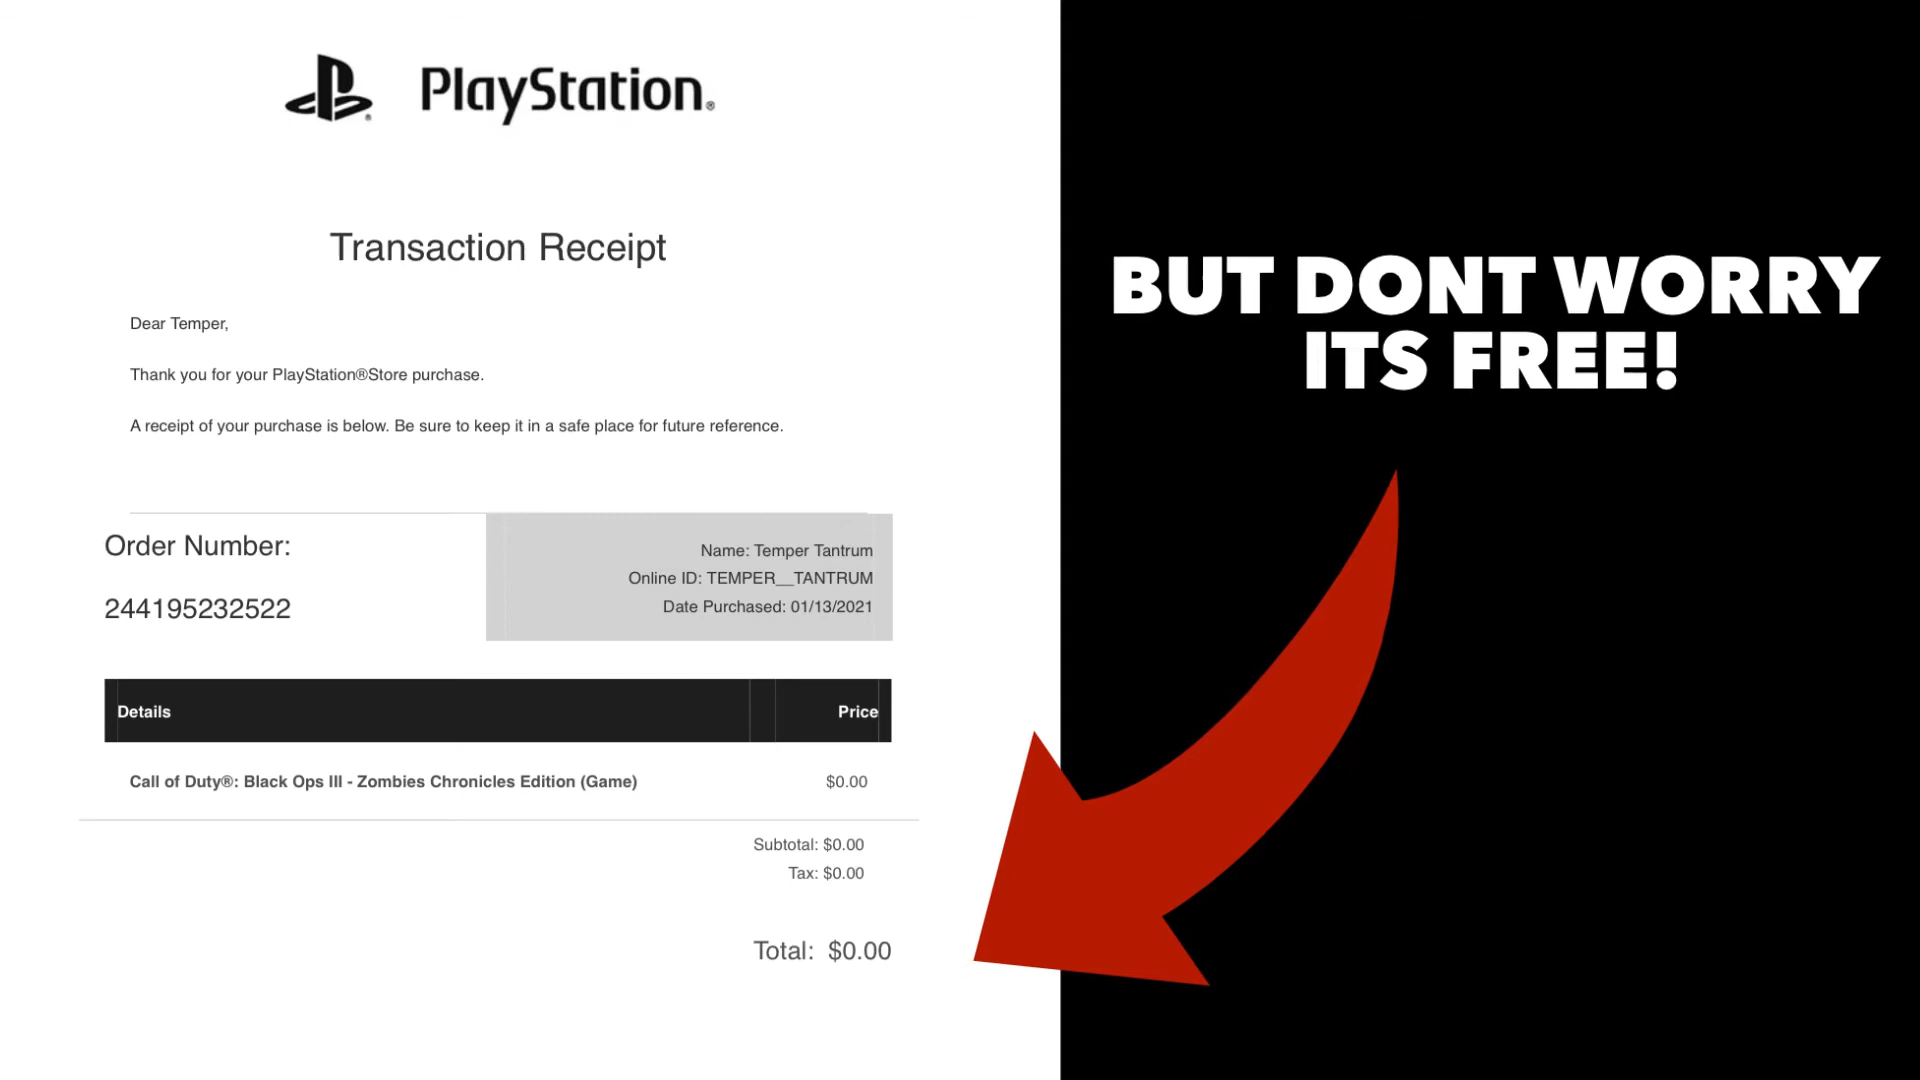 PlayStation®
Transaction Receipt
Dear Temper,
Thank you for your PlayStation®Store purchase.
A receipt of your purchase is below. Be sure to keep it in a safe place for future reference.
Order Number:
244195232522
Name: Temper Tantrum
Online ID: TEMPER__TANTRUM
Date Purchased: 01/13/2021
Details Price
Call of Duty®: Black Ops III - Zombies Chronicles Edition (Game) $0.00
Subtotal: $0.00
Tax: $0.00
Total: $0.00
BUT DONT WORRY
ITS FREE!